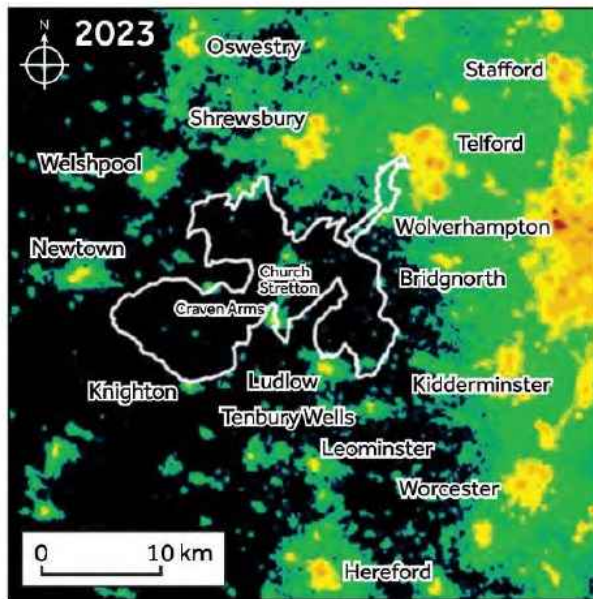 N
2023
Oswestry
Stafford
Shrewsbury
Telford
Welshpool
Wolverhampton
Newtown
Church
Stretton
Bridgnorth
Craven Arms
Knighton
Ludlow
Kidderminster
Tenbury Wells
Leominster
Worcester
0 10 km
Hereford